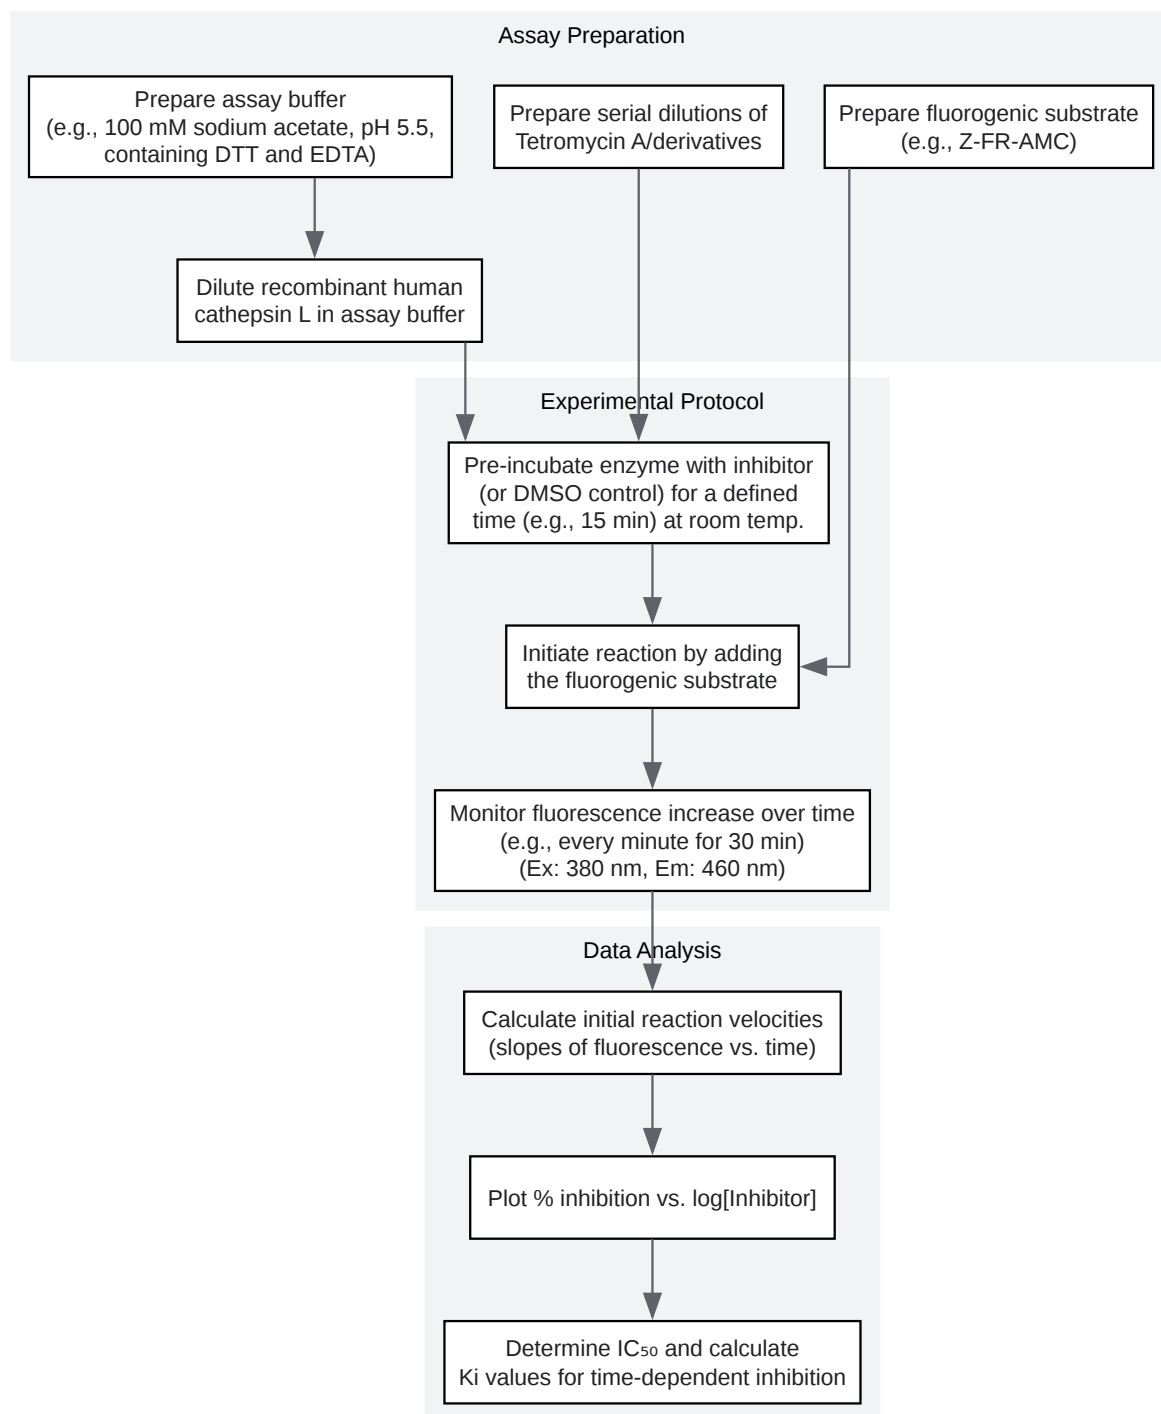 Assay Preparation
Prepare assay buffer
(e.g., 100 mM sodium acetate, pH 5.5,
containing DTT and EDTA)
Prepare serial dilutions of
Tetromycin A/derivatives
Prepare fluorogenic substrate
(e.g., Z-FR-AMC)
Dilute recombinant human
cathepsin L in assay buffer
Experimental Protocol
Pre-incubate enzyme with inhibitor
(or DMSO control) for a defined
time (e.g., 15 min) at room temp.
Initiate reaction by adding
the fluorogenic substrate
Monitor fluorescence increase over time
(e.g., every minute for 30 min)
(Ex: 380 nm, Em: 460 nm)
Data Analysis
Calculate initial reaction velocities
(slopes of fluorescence vs. time)
Plot % inhibition vs. log[Inhibitor]
Determine IC₅₀ and calculate
Ki values for time-dependent inhibition